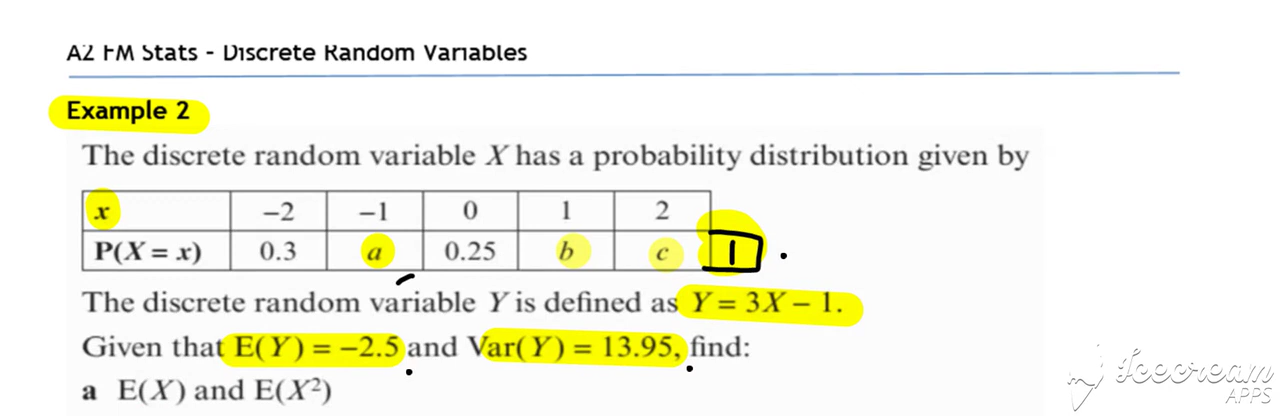 A2 FM Stats - Discrete Random Variables
Example 2
The discrete random variable X has a probability distribution given by
x −2 −1 0 1 2
P(X = x) 0.3 a 0.25 b c 1
The discrete random variable Y is defined as Y = 3X − 1.
Given that E(Y) = −2.5 and Var(Y) = 13.95, find:
a E(X) and E(X²)
Icecream
APPS